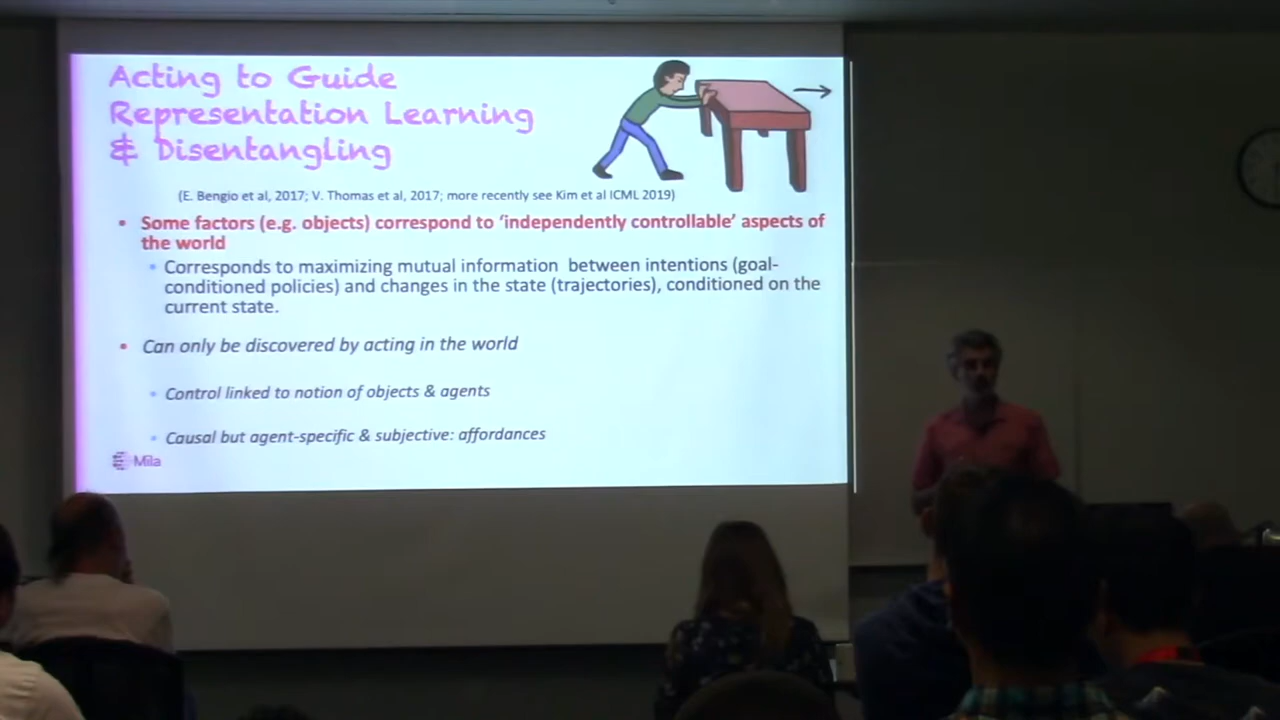 Acting to Guide
Representation Learning
& Disentangling
(E. Bengio et al, 2017; V. Thomas et al, 2017; more recently see Kim et al ICML 2019)
▪ Some factors (e.g. objects) correspond to ‘independently controllable’ aspects of
the world
▪ Corresponds to maximizing mutual information between intentions (goal-
conditioned policies) and changes in the state (trajectories), conditioned on the
current state.
▪ Can only be discovered by acting in the world
▪ Control linked to notion of objects & agents
▪ Causal but agent-specific & subjective: affordances
Mila